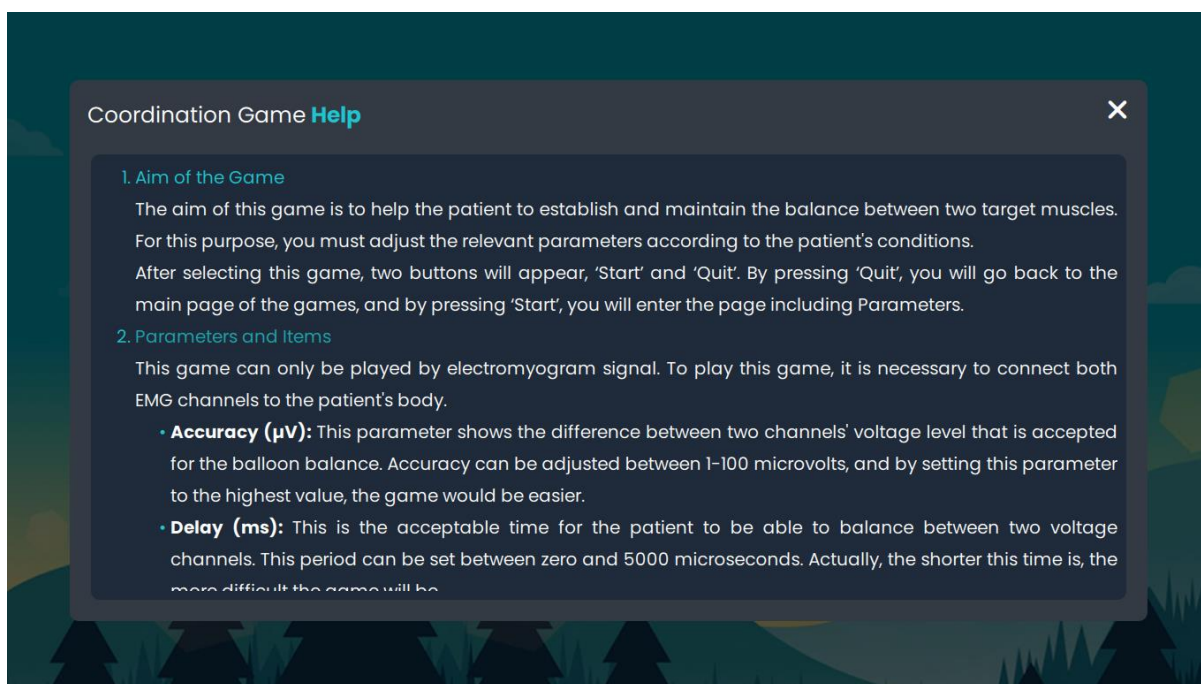 Coordination Game Help
1. Aim of the Game
The aim of this game is to help the patient to establish and maintain the balance between two target muscles.
For this purpose, you must adjust the relevant parameters according to the patient's conditions.
After selecting this game, two buttons will appear, ‘Start’ and ‘Quit’. By pressing ‘Quit’, you will go back to the
main page of the games, and by pressing ‘Start’, you will enter the page including Parameters.
2. Parameters and Items
This game can only be played by electromyogram signal. To play this game, it is necessary to connect both
EMG channels to the patient's body.
• Accuracy (µV): This parameter shows the difference between two channels' voltage level that is accepted
for the balloon balance. Accuracy can be adjusted between 1-100 microvolts, and by setting this parameter
to the highest value, the game would be easier.
• Delay (ms): This is the acceptable time for the patient to be able to balance between two voltage
channels. This period can be set between zero and 5000 microseconds. Actually, the shorter this time is, the
more difficult the game will be